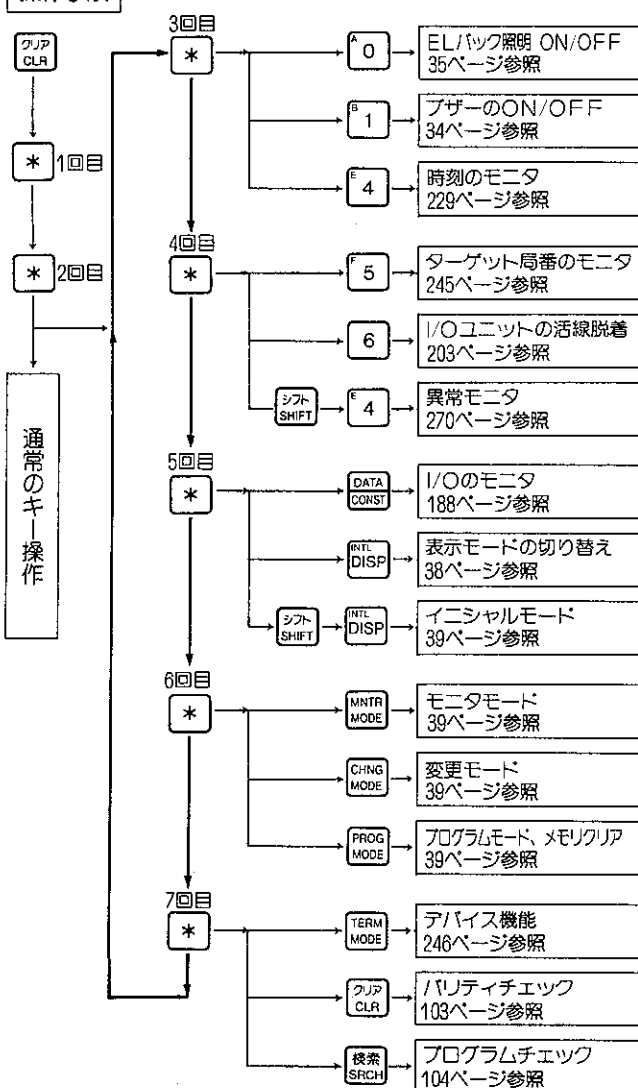 クリア
CLR
* 1回目
* 2回目
通常のキー操作
3回目
*
A 0
ELバック照明 ON/OFF
35ページ参照
B 1
ブザーのON/OFF
34ページ参照
E 4
時刻のモニタ
229ページ参照
4回目
*
F 5
ターゲット局番のモニタ
245ページ参照
6
I/Oユニットの活線脱着
203ページ参照
シフト
SHIFT
E 4
異常モニタ
270ページ参照
5回目
*
DATA
CONST
I/Oのモニタ
188ページ参照
INTL
DISP
表示モードの切り替え
38ページ参照
シフト
SHIFT
INTL
DISP
イニシャルモード
39ページ参照
6回目
*
MNTR
MODE
モニタモード
39ページ参照
CHNG
MODE
変更モード
39ページ参照
PROG
MODE
プログラムモード、メモリクリア
39ページ参照
7回目
*
TERM
MODE
デバイス機能
246ページ参照
クリア
CLR
パリティチェック
103ページ参照
検索
SRCH
プログラムチェック
104ページ参照